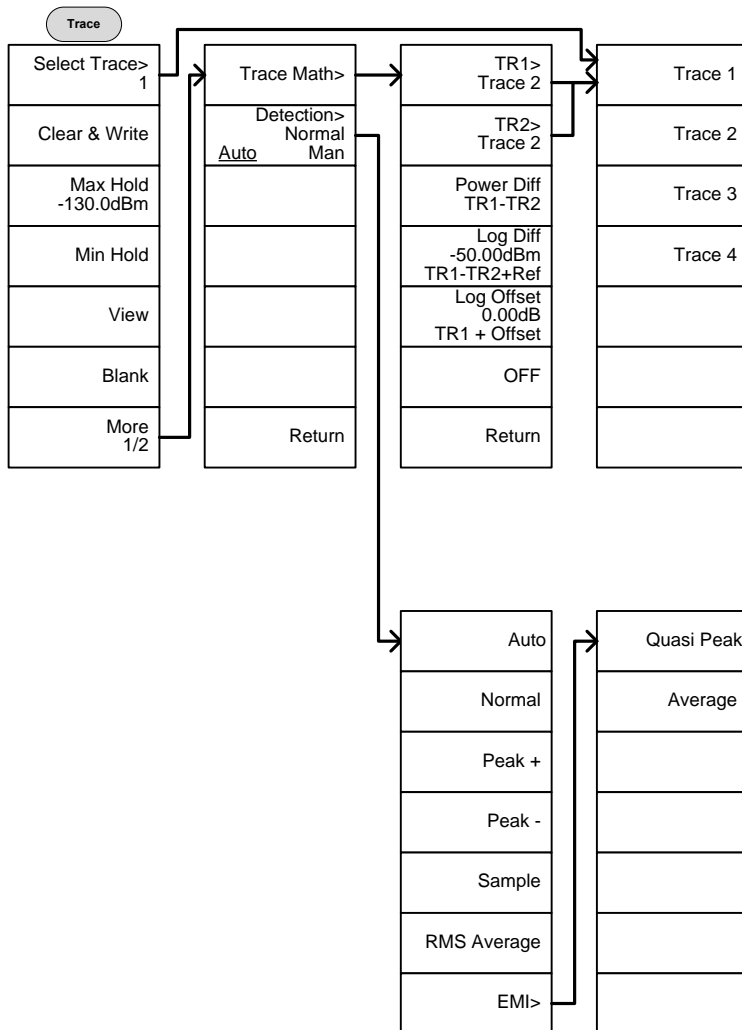 Trace
Select Trace>
1
Clear & Write
Max Hold
-130.0dBm
Min Hold
View
Blank
More
1/2
Trace Math>
Detection>
Normal
Auto Man
Return
TR1>
Trace 2
TR2>
Trace 2
Power Diff
TR1-TR2
Log Diff
-50.00dBm
TR1-TR2+Ref
Log Offset
0.00dB
TR1 + Offset
OFF
Return
Trace 1
Trace 2
Trace 3
Trace 4
Auto
Normal
Peak +
Peak -
Sample
RMS Average
EMI>
Quasi Peak
Average